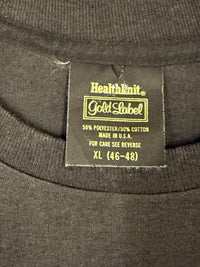 HealthKnit®
Gold Label
50% POLYESTER/50% COTTON
MADE IN U.S.A.
FOR CARE SEE REVERSE
XL (46-48)